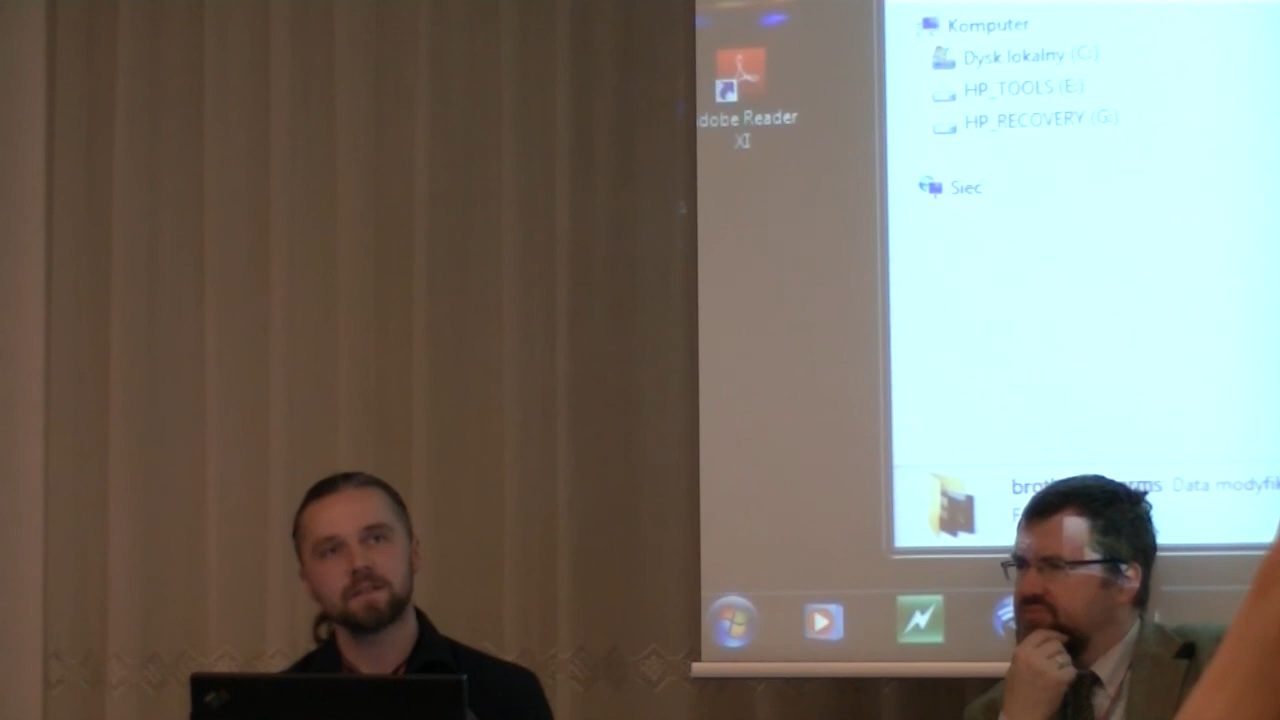 Komputer
Dysk lokalny (C:)
HP_TOOLS (E:)
HP_RECOVERY (G:)
dobe Reader
XI
Sieć
Data modyfik